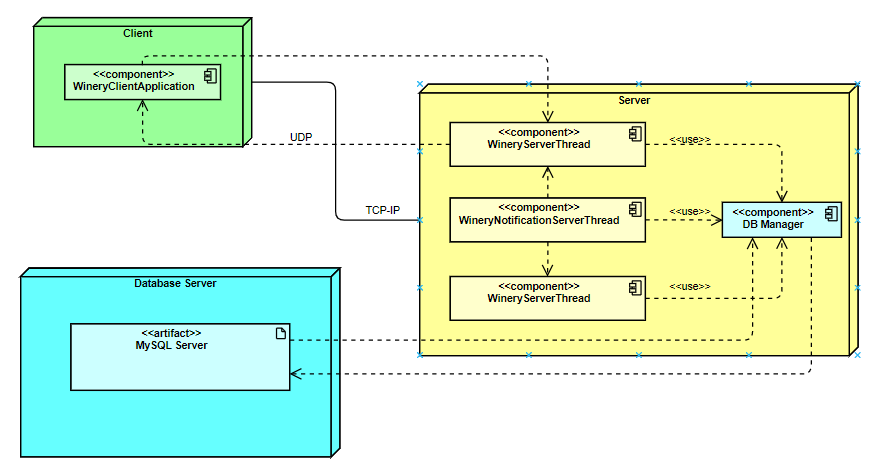 Client
<<component>>
WineryClientApplication
Server
<<component>>
WineryServerThread
<<use>>
UDP
<<component>>
WineryNotificationServerThread
<<use>>
TCP-IP
<<component>>
DB Manager
<<component>>
WineryServerThread
<<use>>
Database Server
<<artifact>>
MySQL Server